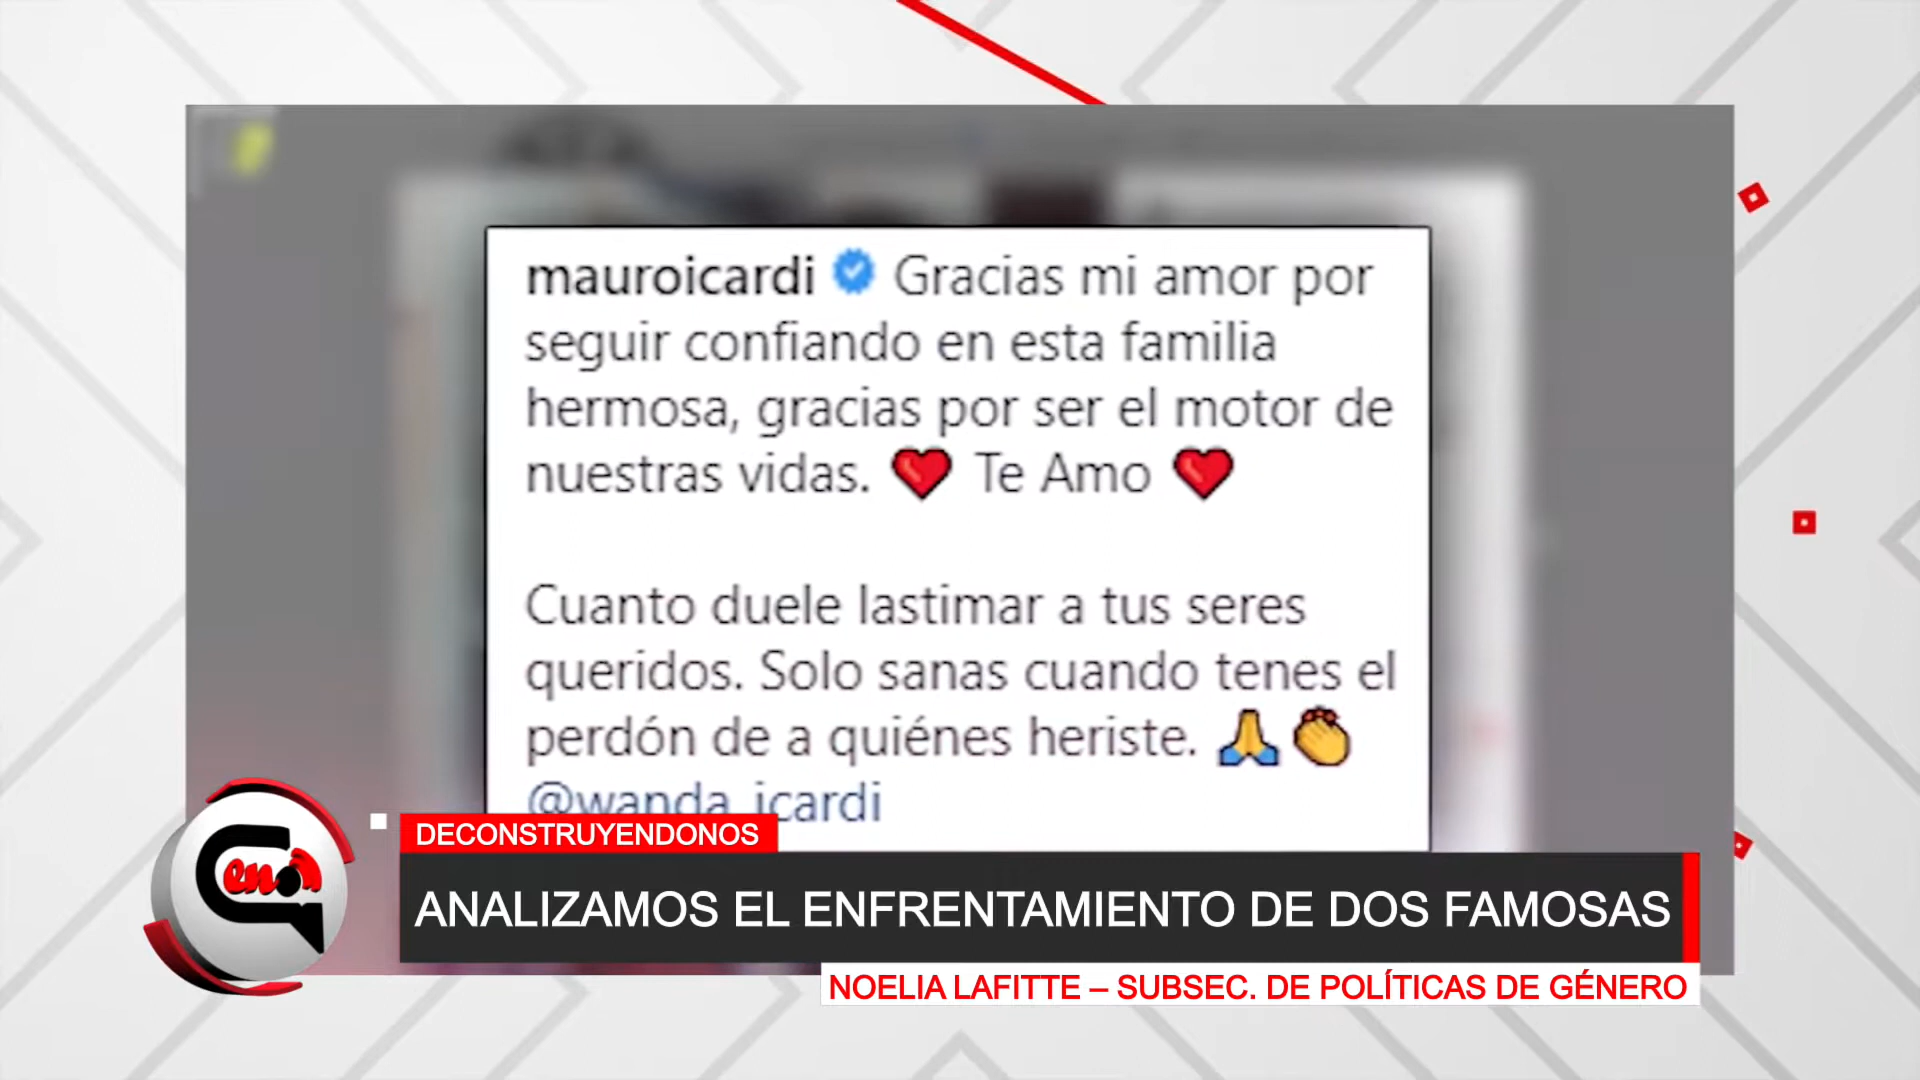 mauroicardi Gracias mi amor por
seguir confiando en esta familia
hermosa, gracias por ser el motor de
nuestras vidas. ❤️ Te Amo ❤️
Cuanto duele lastimar a tus seres
queridos. Solo sanas cuando tenes el
perdón de a quiénes heriste. 🙏👏
@wanda_icardi
en
DECONSTRUYENDONOS
ANALIZAMOS EL ENFRENTAMIENTO DE DOS FAMOSAS
NOELIA LAFITTE – SUBSEC. DE POLÍTICAS DE GÉNERO